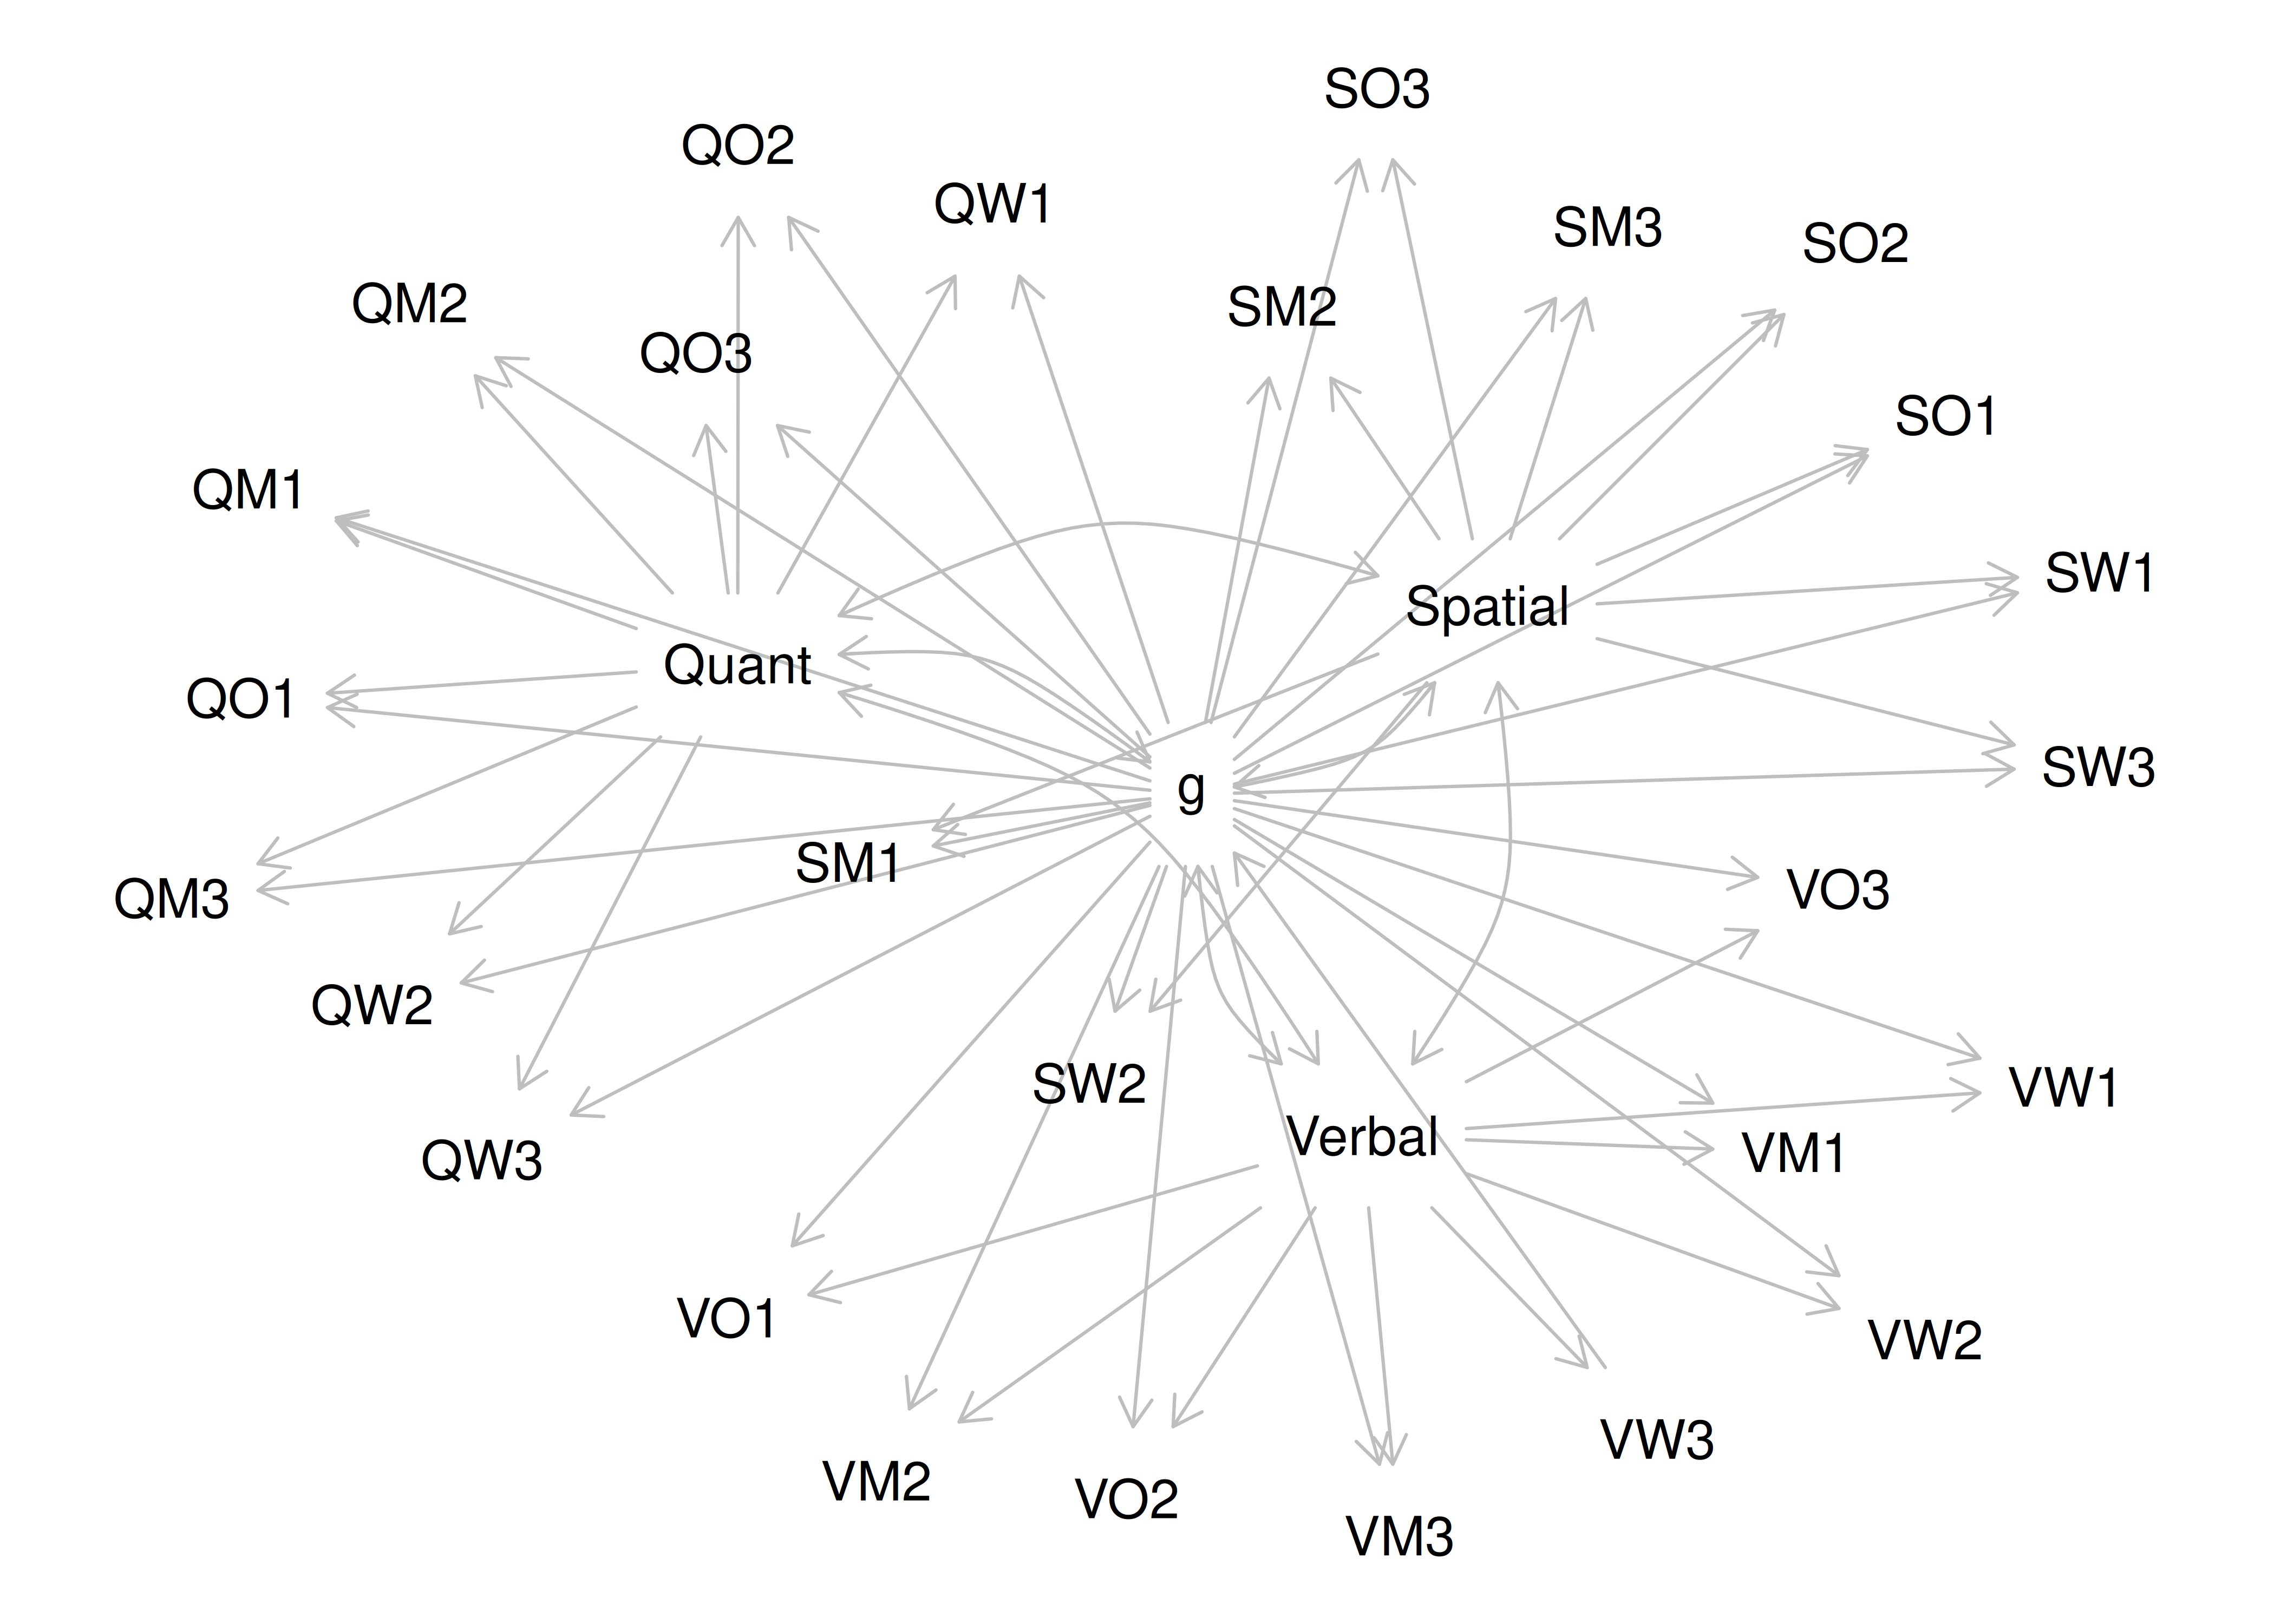 SO3
QO2
QW1
SM3
SO2
QM2
SM2
QO3
SO1
QM1
SW1
Spatial
Quant
QO1
SW3
g
SM1
VO3
QM3
QW2
SW2
VW1
Verbal
VM1
QW3
VO1
VW2
VW3
VM2
VO2
VM3